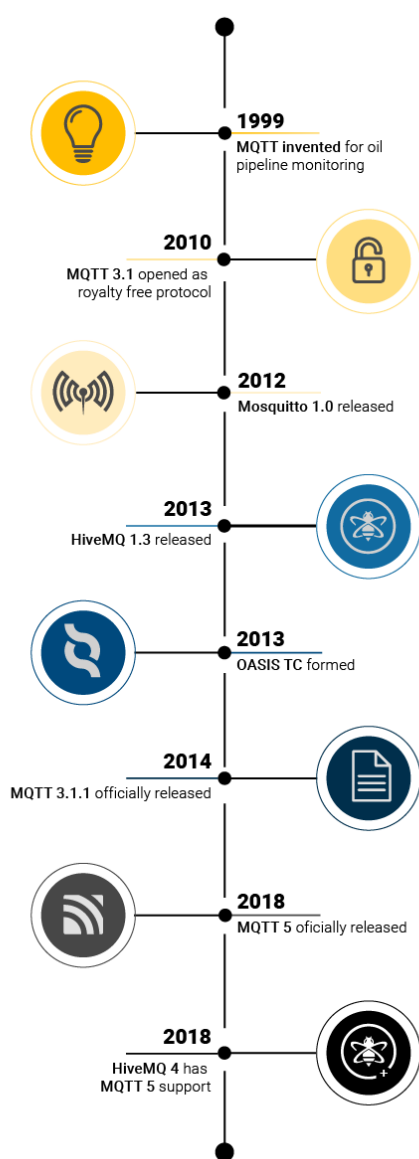 1999
MQTT invented for oil
pipeline monitoring
2010
MQTT 3.1 opened as
royalty free protocol
2012
Mosquitto 1.0 released
2013
HiveMQ 1.3 released
2013
OASIS TC formed
2014
MQTT 3.1.1 officially released
2018
MQTT 5 oficially released
2018
HiveMQ 4 has
MQTT 5 support